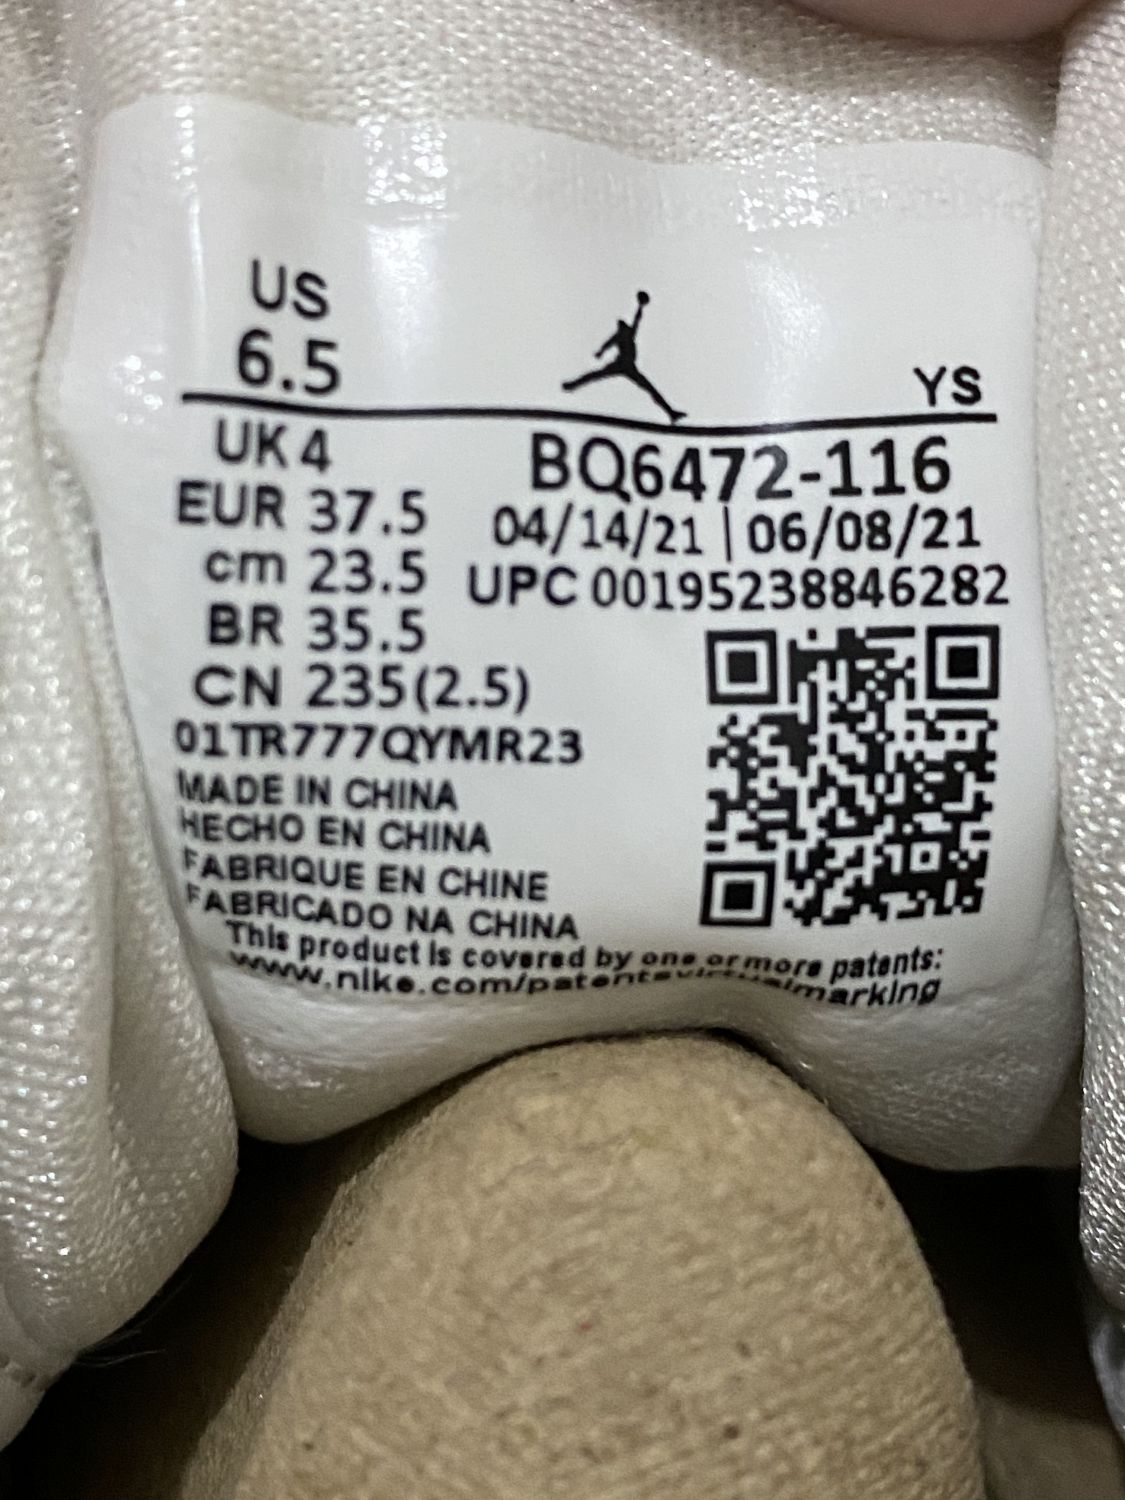 US
6.5
YS
UK 4
BQ6472-116
EUR 37.5
04/14/21 | 06/08/21
cm 23.5
UPC 00195238846282
BR 35.5
CN 235(2.5)
01TR777QYMR23
MADE IN CHINA
HECHO EN CHINA
FABRIQUE EN CHINE
FABRICADO NA CHINA
This product is covered by one or more patents:
www.nike.com/patentsvirtualmarking